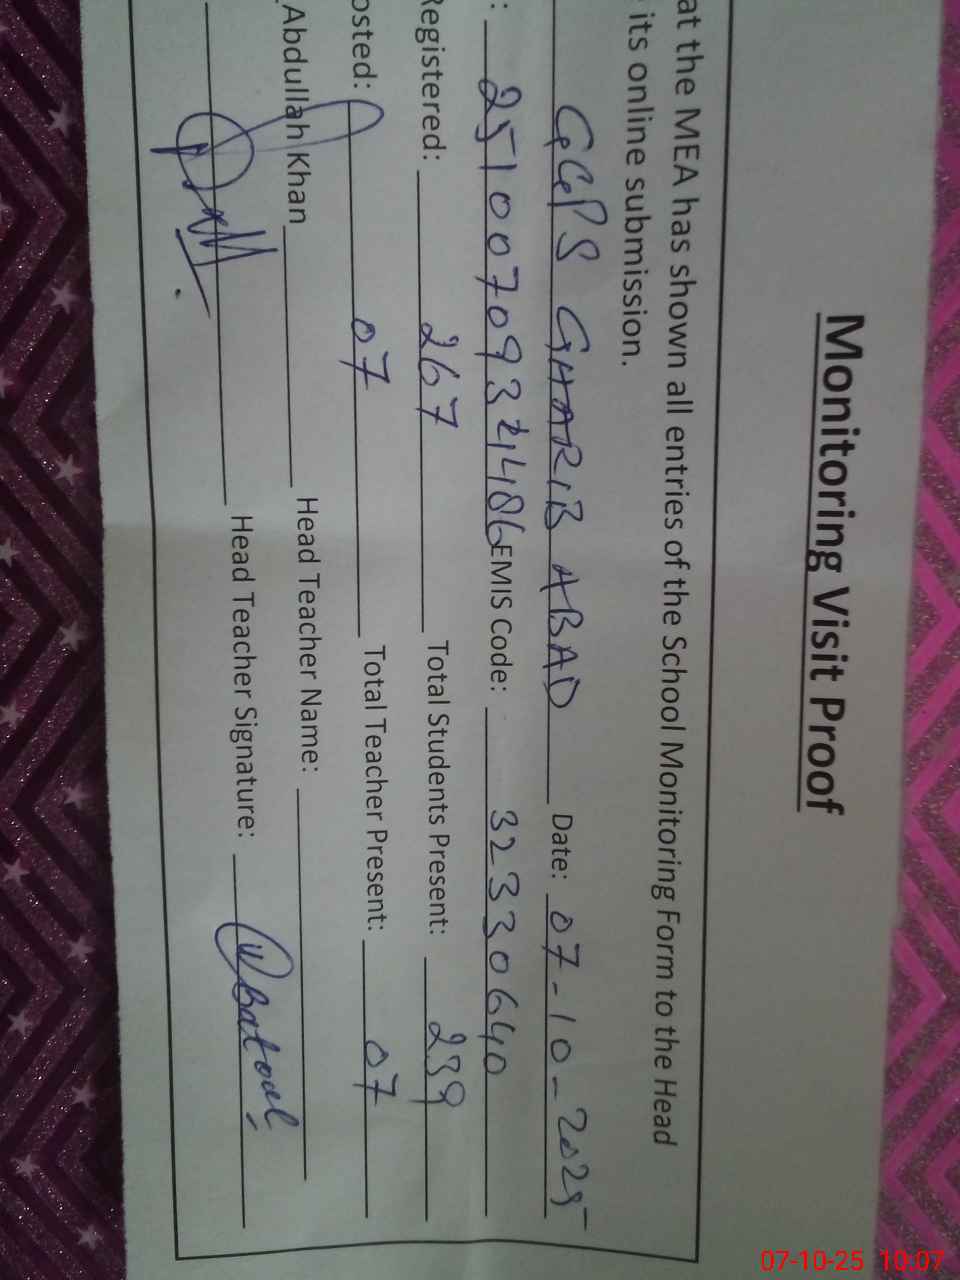 Monitoring Visit Proof
at the MEA has shown all entries of the School Monitoring Form to the Head
its online submission.
GGPS GHARIB ABAD Date: 07-10-2025
: 2510070932486 EMIS Code: 32330640
Registered: 267 Total Students Present: 239
osted: 07 Total Teacher Present: 07
Abdullah Khan Head Teacher Name:
Head Teacher Signature: Batool
07-10-25 10:07